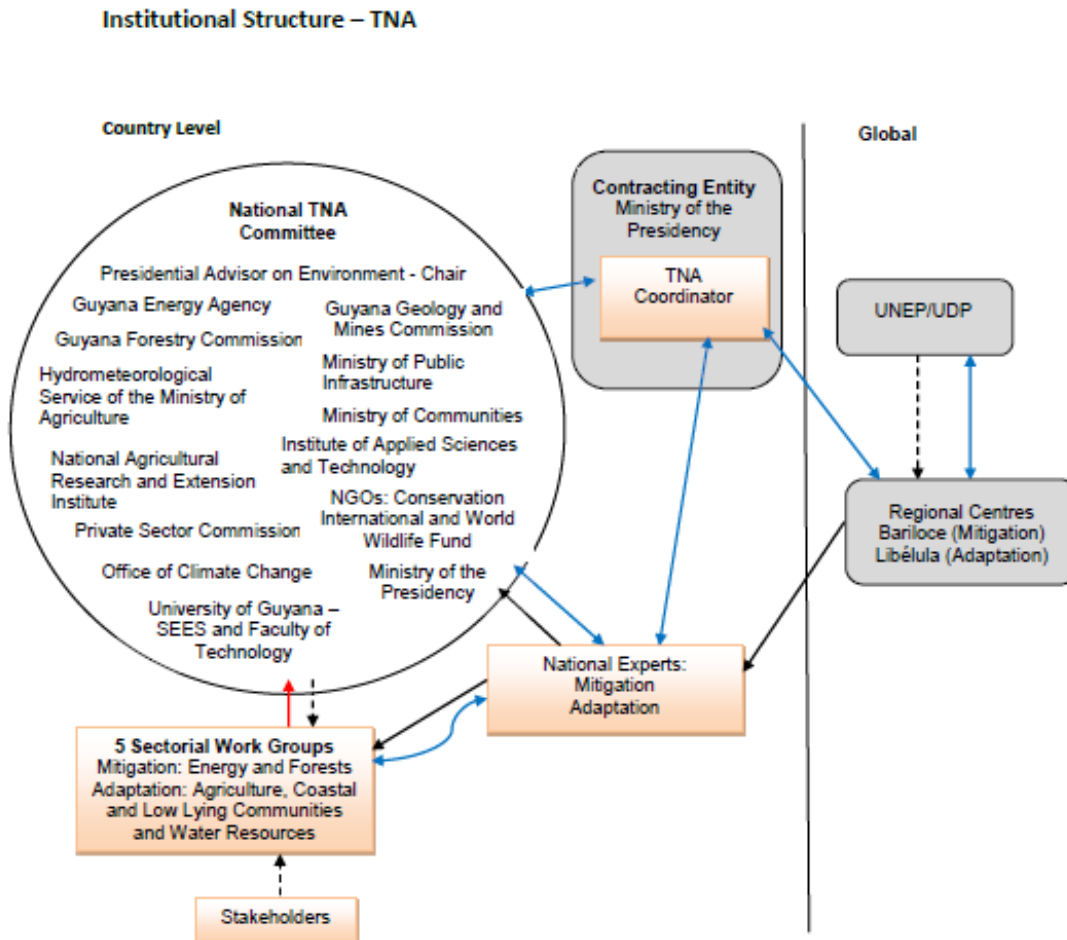 Institutional Structure – TNA
Country Level
Global
National TNA
Committee
Presidential Advisor on Environment - Chair
Guyana Energy Agency
Guyana Forestry Commission
Hydrometeorological
Service of the Ministry of
Agriculture
National Agricultural
Research and Extension
Institute
Private Sector Commission
Office of Climate Change
University of Guyana –
SEES and Faculty of
Technology
Guyana Geology and
Mines Commission
Ministry of Public
Infrastructure
Ministry of Communities
Institute of Applied Sciences
and Technology
NGOs: Conservation
International and World
Wildlife Fund
Ministry of the
Presidency
Contracting Entity
Ministry of the
Presidency
TNA
Coordinator
UNEP/UDP
Regional Centres
Bariloce (Mitigation)
Libélula (Adaptation)
National Experts:
Mitigation
Adaptation
5 Sectorial Work Groups
Mitigation: Energy and Forests
Adaptation: Agriculture, Coastal
and Low Lying Communities
and Water Resources
Stakeholders